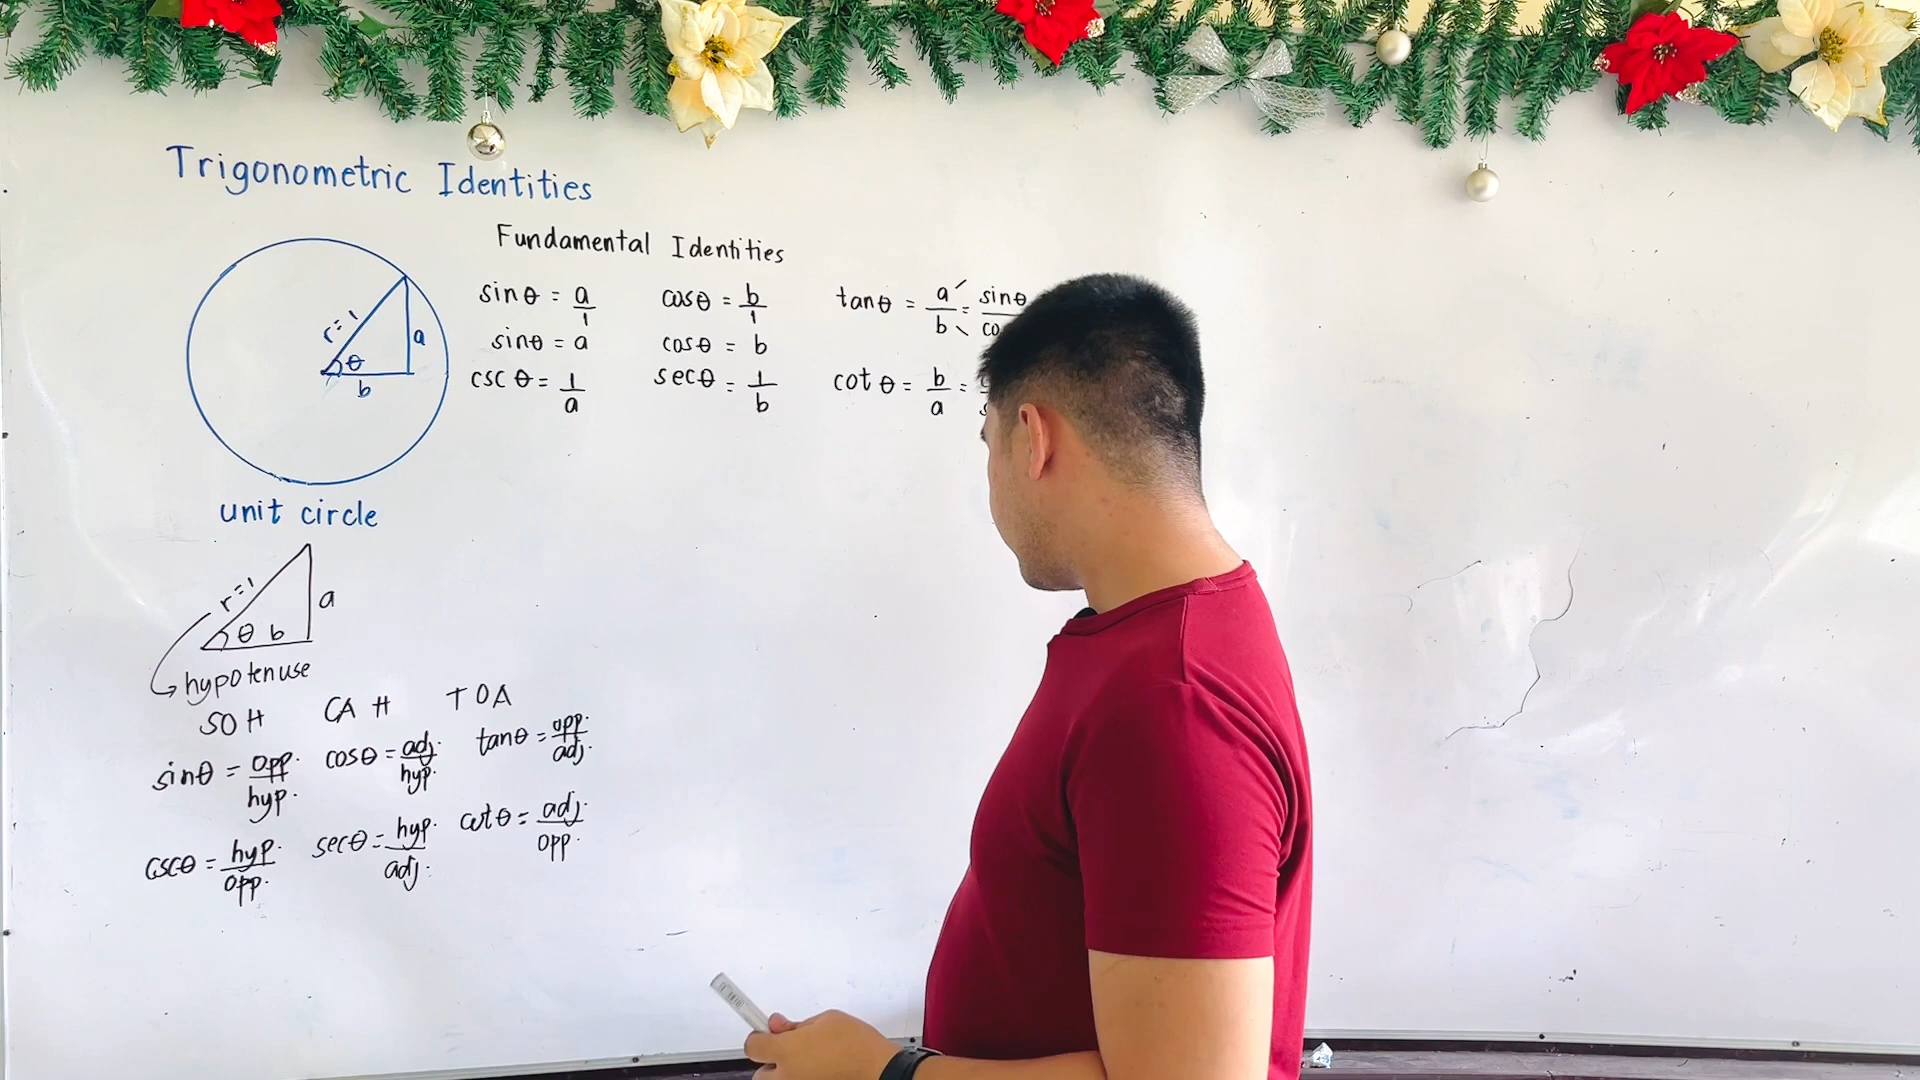 Trigonometric Identities
Fundamental Identities
sinθ = a/1 cosθ = b/1 tanθ = a/b = sinθ/
sinθ = a cosθ = b
csc θ = 1/a secθ = 1/b cot θ = b/a =
r=1
a
θ
b
unit circle
r=1
a
θ b
hypotenuse
SOH CAH TOA
sinθ = opp./hyp. cosθ = adj./hyp. tanθ = opp./adj.
cscθ = hyp./opp. secθ = hyp./adj. cotθ = adj./opp.